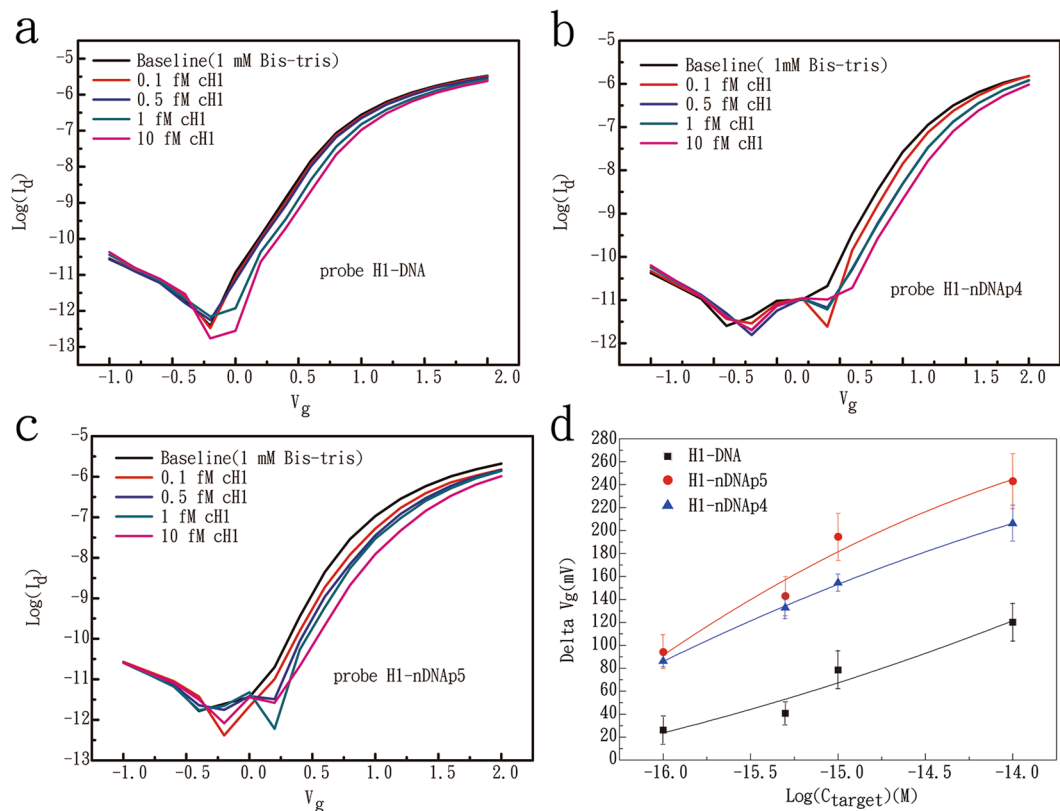 a
Baseline(1 mM Bis-tris)
0.1 fM cH1
0.5 fM cH1
1 fM cH1
10 fM cH1
probe H1-DNA
Log(I_d)
-5
-6
-7
-8
-9
-10
-11
-12
-13
-1.0
-0.5
0.0
0.5
1.0
1.5
2.0
V_g
b
Baseline( 1mM Bis-tris)
0.1 fM cH1
0.5 fM cH1
1 fM cH1
10 fM cH1
probe H1-nDNAp4
Log(I_d)
-5
-6
-7
-8
-9
-10
-11
-12
-1.0
-0.5
0.0
0.5
1.0
1.5
2.0
V_g
c
Baseline(1 mM Bis-tris)
0.1 fM cH1
0.5 fM cH1
1 fM cH1
10 fM cH1
probe H1-nDNAp5
Log(I_d)
-5
-6
-7
-8
-9
-10
-11
-12
-13
-1.0
-0.5
0.0
0.5
1.0
1.5
2.0
V_g
d
H1-DNA
H1-nDNAp5
H1-nDNAp4
Delta V_g(mV)
280
260
240
220
200
180
160
140
120
100
80
60
40
20
0
-16.0
-15.5
-15.0
-14.5
-14.0
Log(C_target)(M)